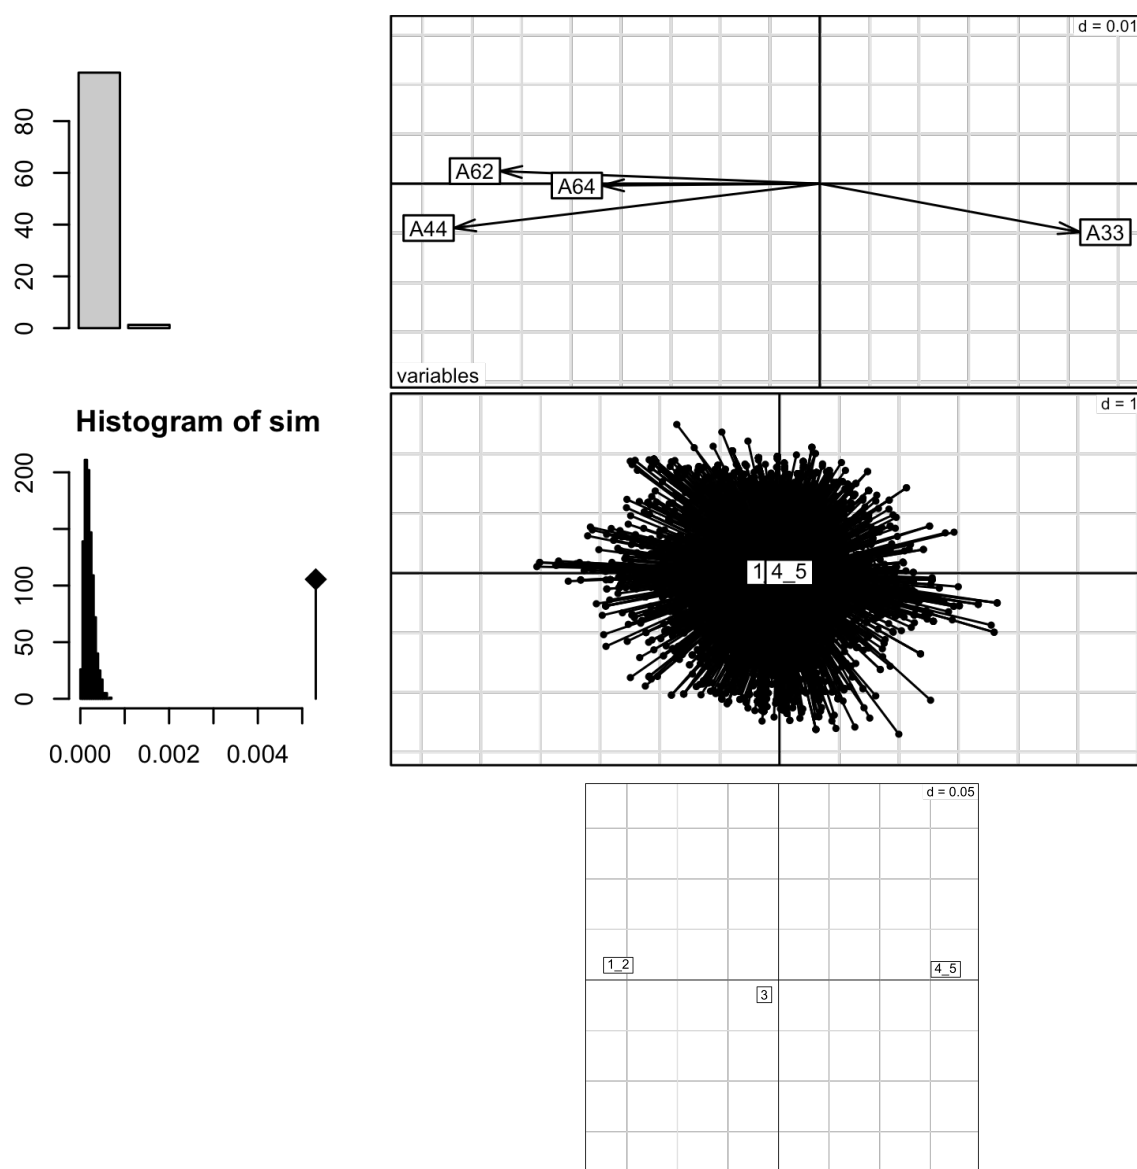 80
60
40
20
0
d = 0.01
A62
A64
A44
A33
variables
Histogram of sim
200
100
50
0
0.000 0.002 0.004
d = 1
1 4_5
d = 0.05
1_2
4_5
3